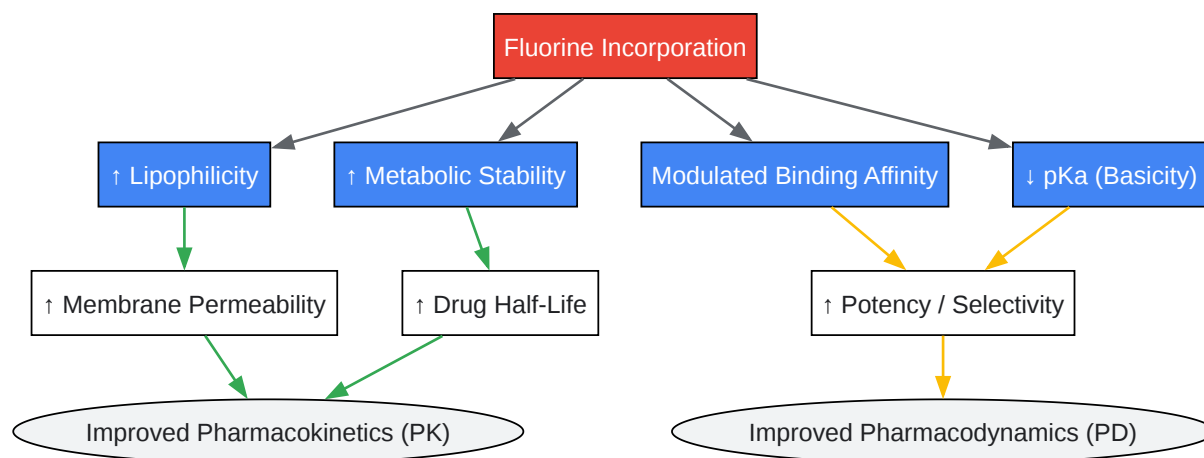 Fluorine Incorporation
↑ Lipophilicity
↑ Metabolic Stability
Modulated Binding Affinity
↓ pKa (Basicity)
↑ Membrane Permeability
↑ Drug Half-Life
↑ Potency / Selectivity
Improved Pharmacokinetics (PK)
Improved Pharmacodynamics (PD)